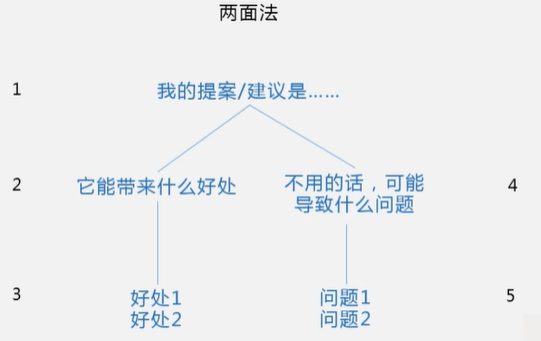 两面法
1
我的提案/建议是……
2
它能带来什么好处
不用的话，可能
导致什么问题
4
3
好处1
好处2
问题1
问题2
5